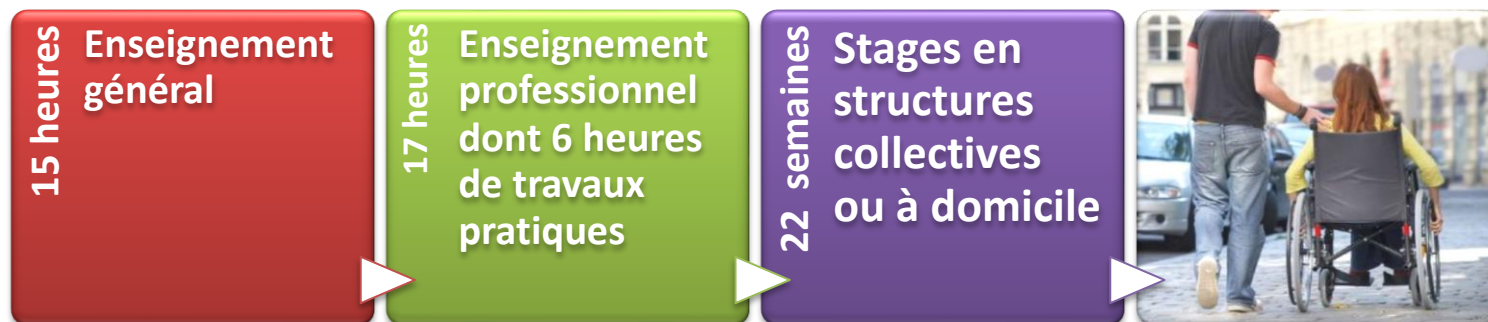 15 heures
Enseignement
général
17 heures
Enseignement
professionnel
dont 6 heures
de travaux
pratiques
22 semaines
Stages en
structures
collectives
ou à domicile